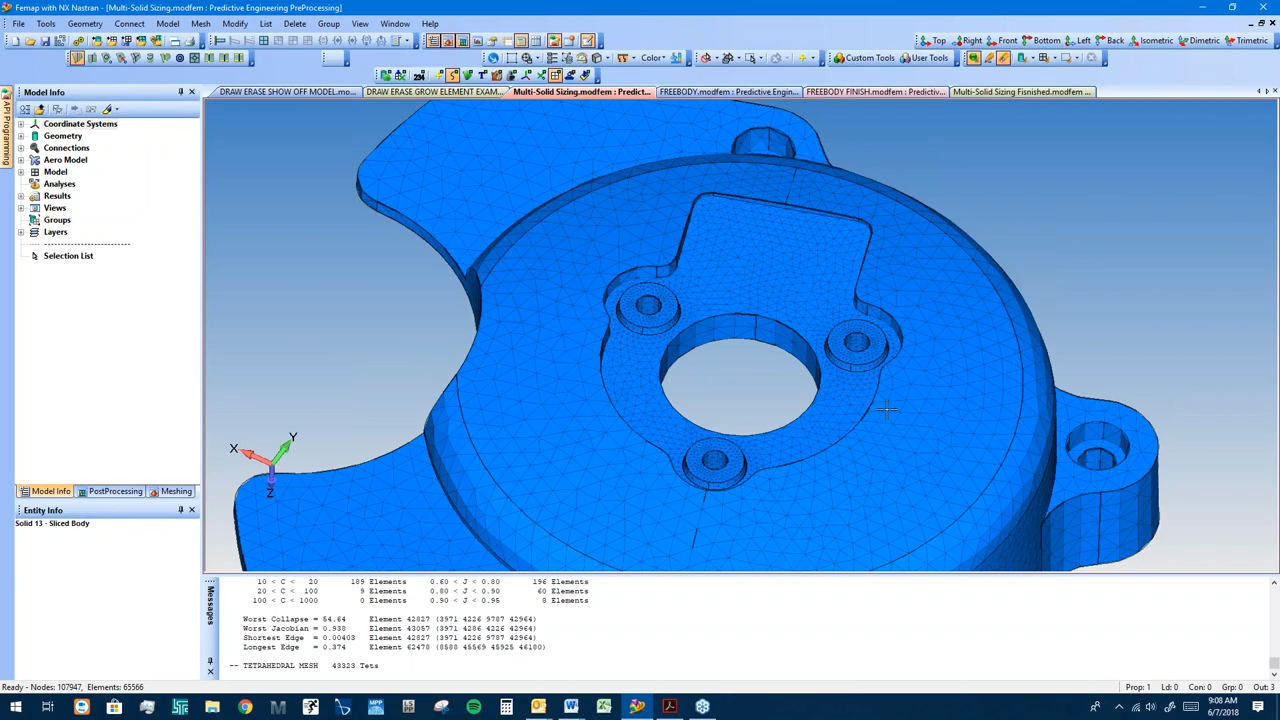 Femap with NX Nastran - [Multi-Solid Sizing.modfem : Predictive Engineering PreProcessing]
File Tools Geometry Connect Model Mesh Modify List Delete Group View Window Help
Top Right Front Bottom Left Back Isometric Dimetric Trimetric
Color Custom Tools User Tools
Model Info
DRAW ERASE SHOW OFF MODEL.mo... DRAW ERASE GROW ELEMENT EXAM... Multi-Solid Sizing.modfem : Predict... FREEBODY.modfem : Predictive Engin... FREEBODY FINISH.modfem : Predictiv... Multi-Solid Sizing Fisnished.modfem ...
API Programming
Coordinate Systems
Geometry
Connections
Aero Model
Model
Analyses
Results
Views
Groups
Layers
Selection List
X
Y
Z
Model Info PostProcessing Meshing
Entity Info
Solid 13 - Sliced Body
Messages
10 < C < 20 189 Elements 0.60 < J < 0.80 196 Elements
20 < C < 100 9 Elements 0.80 < J < 0.90 60 Elements
100 < C < 1000 0 Elements 0.90 < J < 0.95 8 Elements
Worst Collapse = 54.64 Element 42827 (3971 4226 9787 42964)
Worst Jacobian = 0.938 Element 43057 (3971 4286 4226 42964)
Shortest Edge = 0.00403 Element 42827 (3971 4226 9787 42964)
Longest Edge = 0.374 Element 62478 (8588 45569 45925 46180)
-- TETRAHEDRAL MESH 43323 Tets
Ready - Nodes: 107947, Elements: 65566
Prop: 1 Ld: 0 Con: 0 Grp: 0 Out: 3
9:08 AM
6/7/2018